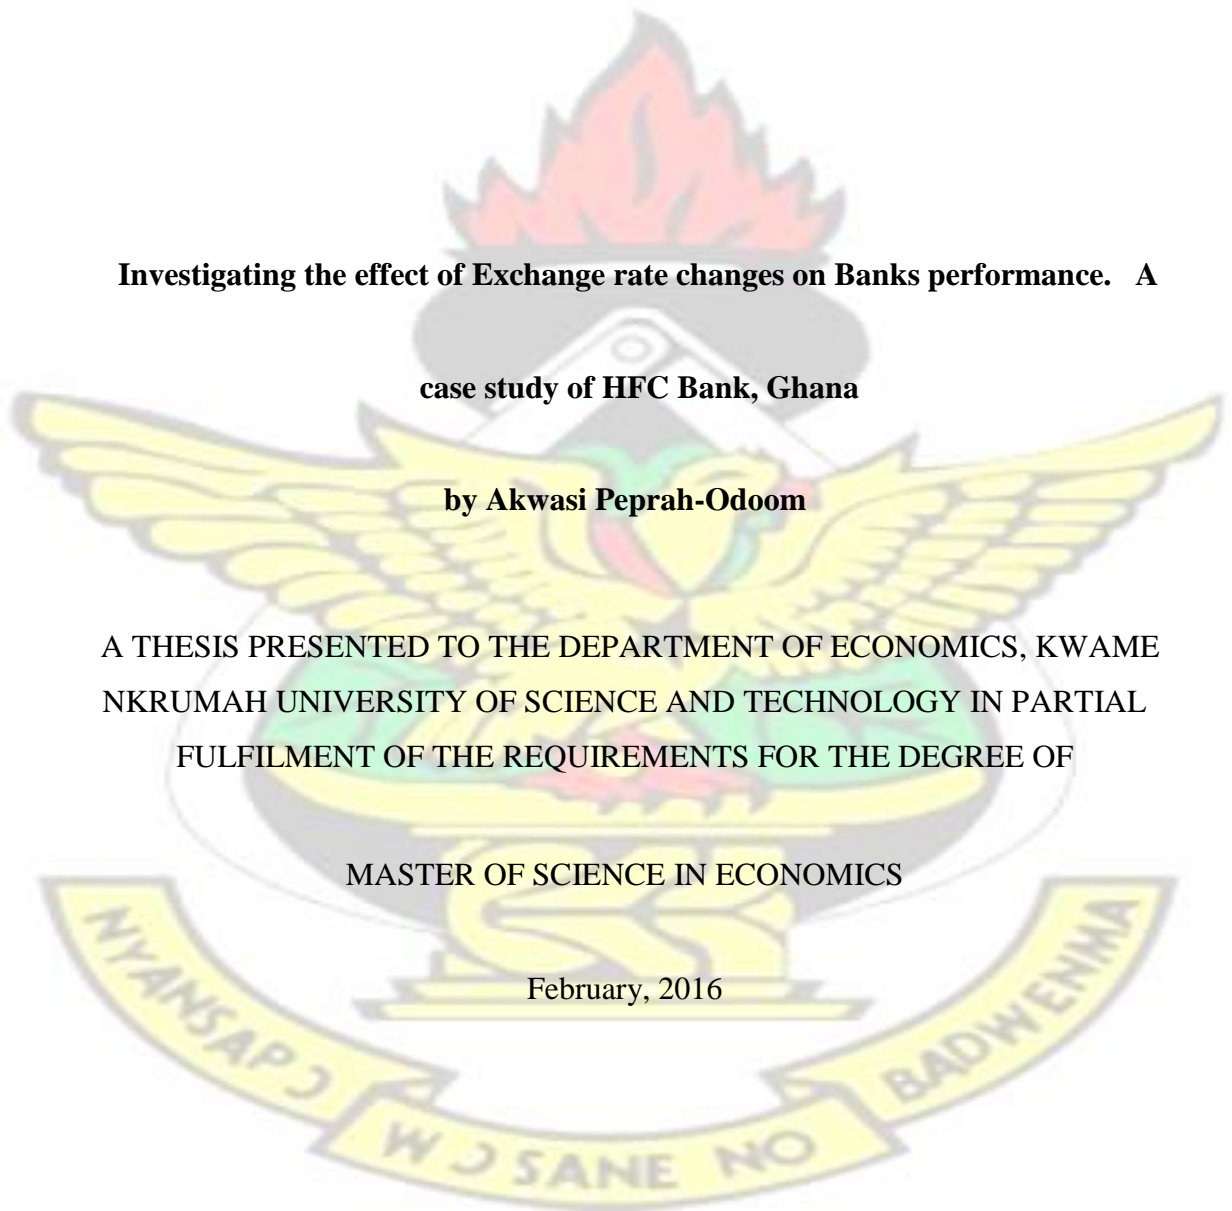 Investigating the effect of Exchange rate changes on Banks performance. A
case study of HFC Bank, Ghana
by Akwasi Peprah-Odoom
A THESIS PRESENTED TO THE DEPARTMENT OF ECONOMICS, KWAME
NKRUMAH UNIVERSITY OF SCIENCE AND TECHNOLOGY IN PARTIAL
FULFILMENT OF THE REQUIREMENTS FOR THE DEGREE OF
MASTER OF SCIENCE IN ECONOMICS
February, 2016
NYANSAPƆ WƆSANE NO BADWENMA